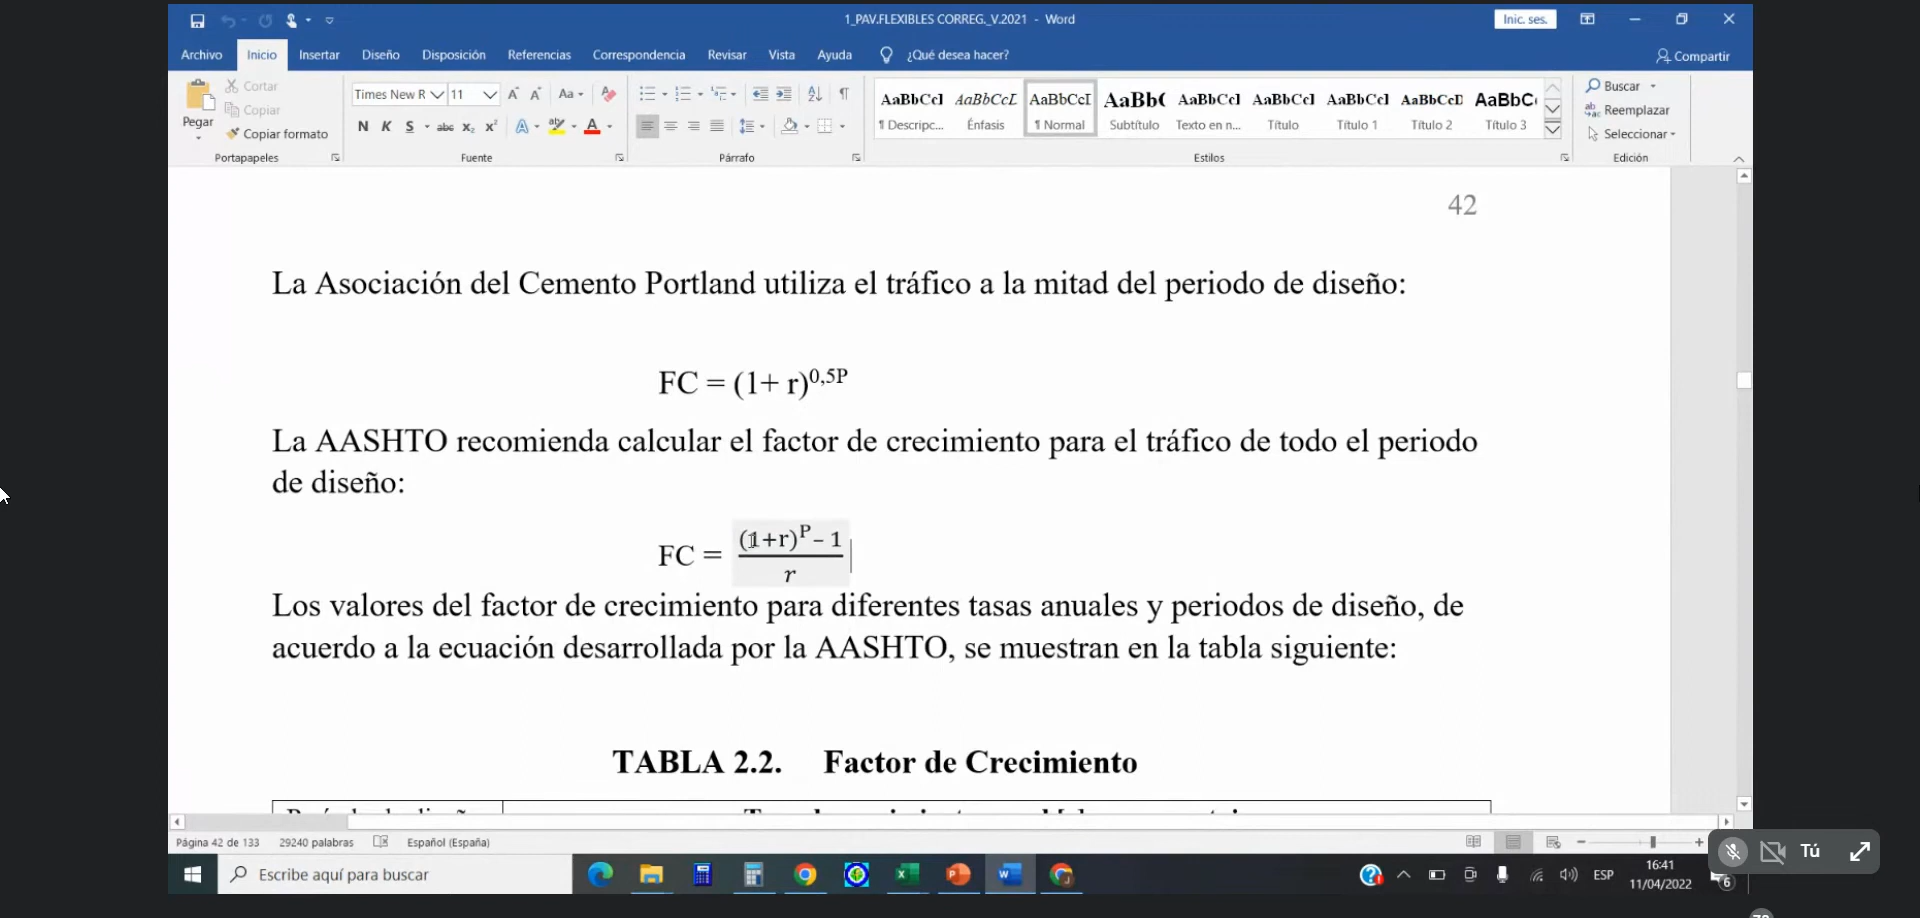 1_PAV.FLEXIBLES CORREG._V.2021 - Word
Inic. ses.
Archivo Inicio Insertar Diseño Disposición Referencias Correspondencia Revisar Vista Ayuda ¿Qué desea hacer? Compartir
Pegar
Cortar
Copiar
Copiar formato
Portapapeles
Times New R 11
Aa
N K S abc x₂ x²
Fuente
Párrafo
AaBbCcI AaBbCcL AaBbCcI AaBb( AaBbCcI AaBbCcI AaBbCcI AaBbCcD AaBbC
¶ Descripc... Énfasis ¶ Normal Subtítulo Texto en n... Título Título 1 Título 2 Título 3
Estilos
Buscar
Reemplazar
Seleccionar
Edición
42
La Asociación del Cemento Portland utiliza el tráfico a la mitad del periodo de diseño:
FC = (1+ r)^0,5P
La AASHTO recomienda calcular el factor de crecimiento para el tráfico de todo el periodo
de diseño:
FC = ((1+r)^P – 1) / r
Los valores del factor de crecimiento para diferentes tasas anuales y periodos de diseño, de
acuerdo a la ecuación desarrollada por la AASHTO, se muestran en la tabla siguiente:
TABLA 2.2. Factor de Crecimiento
Página 42 de 133 29240 palabras Español (España)
Tú
Escribe aquí para buscar
ESP
16:41
11/04/2022
6